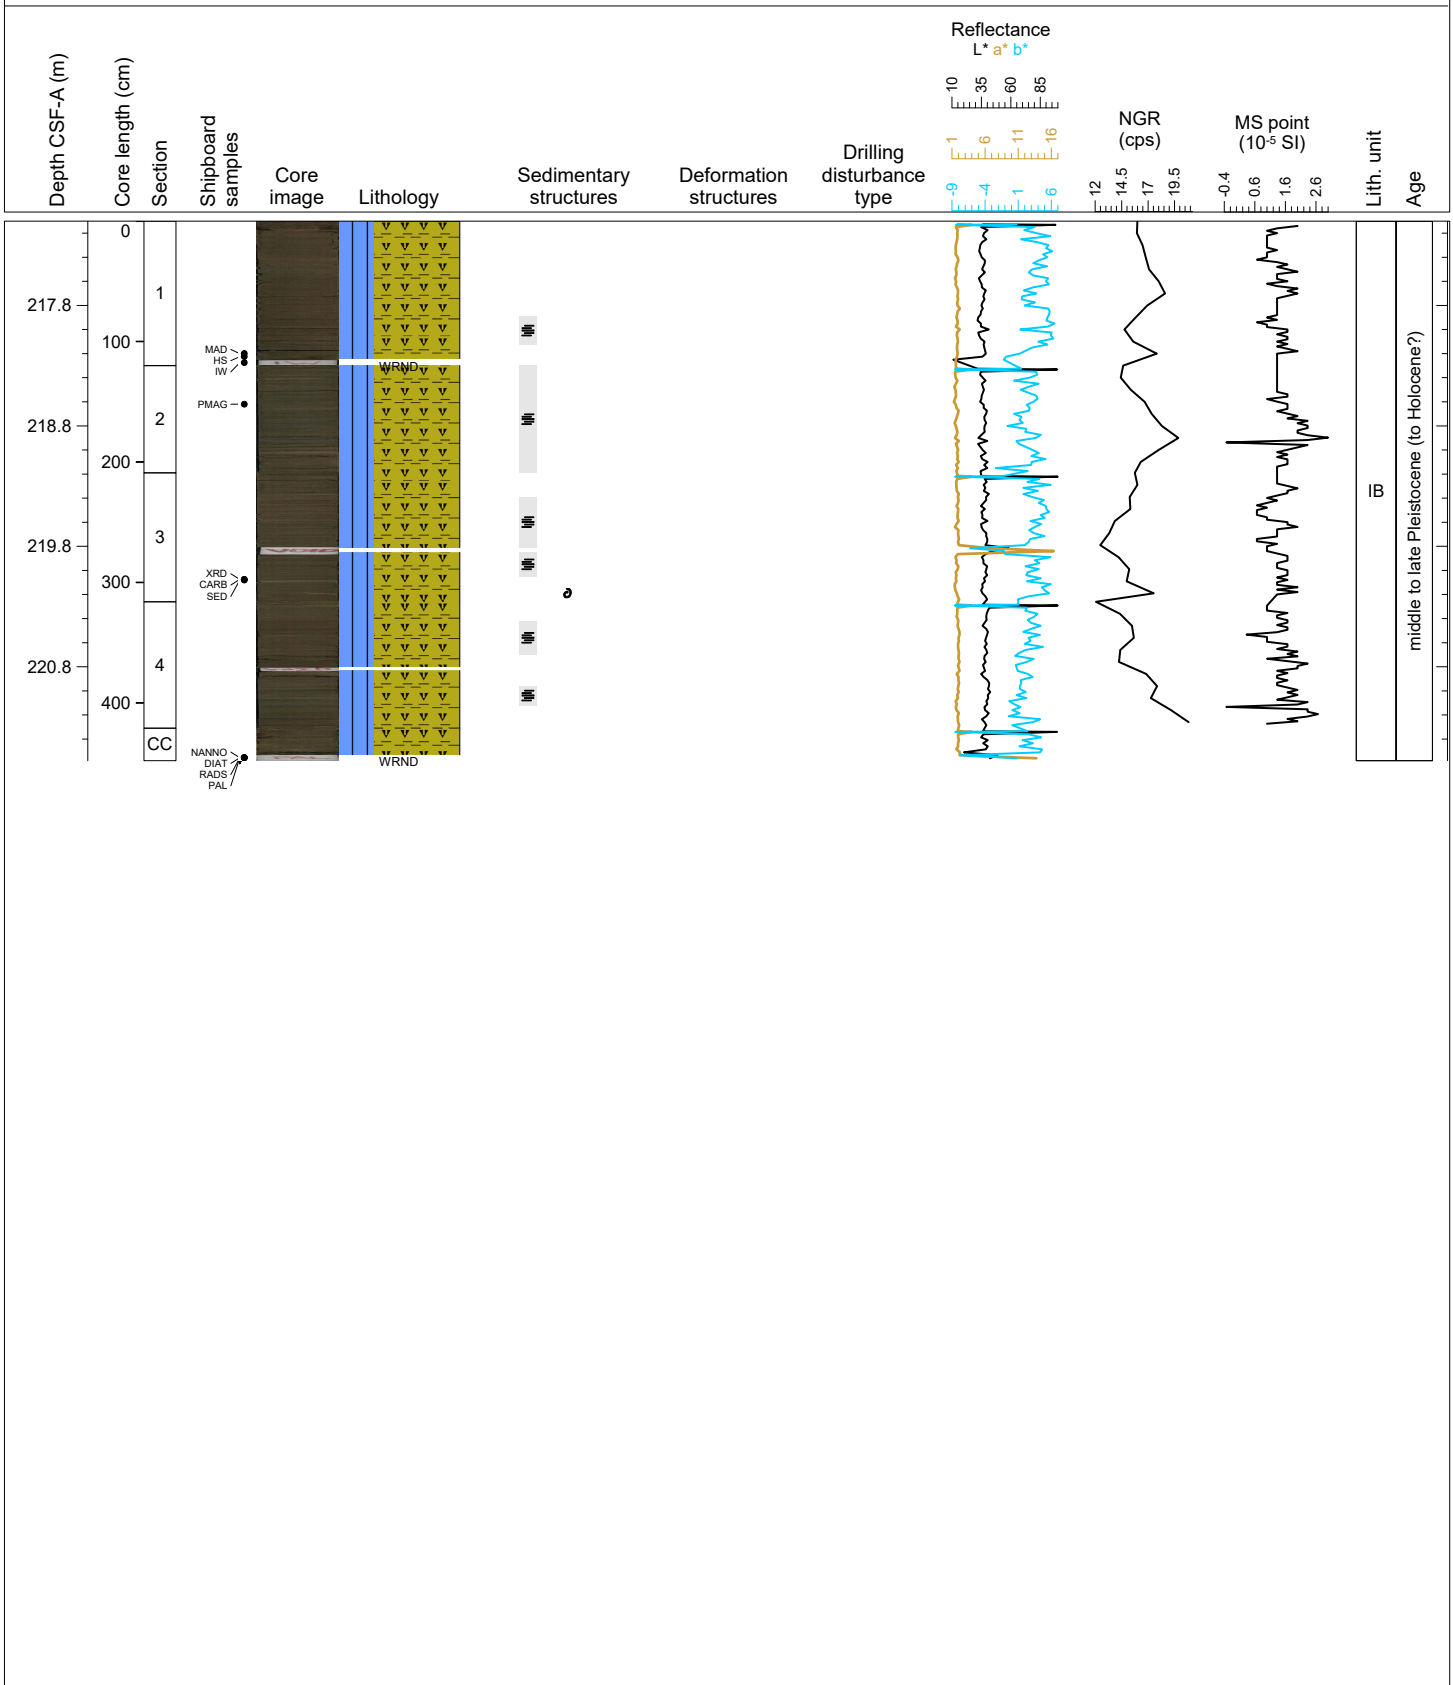 Reflectance
L* a* b*
Depth CSF-A (m)
Core length (cm)
Section
Shipboard
samples
Core
image
Lithology
Sedimentary
structures
Deformation
structures
Drilling
disturbance
type
10 35 60 85
1 6 11 16
-9 -4 1 6
NGR
(cps)
12 14.5 17 19.5
MS point
(10-5 SI)
-0.4 0.6 1.6 2.6
Lith. unit
Age
0
1
217.8
100
MAD
HS
IW
WRND
PMAG
2
218.8
200
IB
middle to late Pleistocene (to Holocene?)
3
219.8
VOID
XRD
CARB
SED
300
4
220.8
400
CC
NANNO
DIAT
RADS
PAL
PAL
WRND